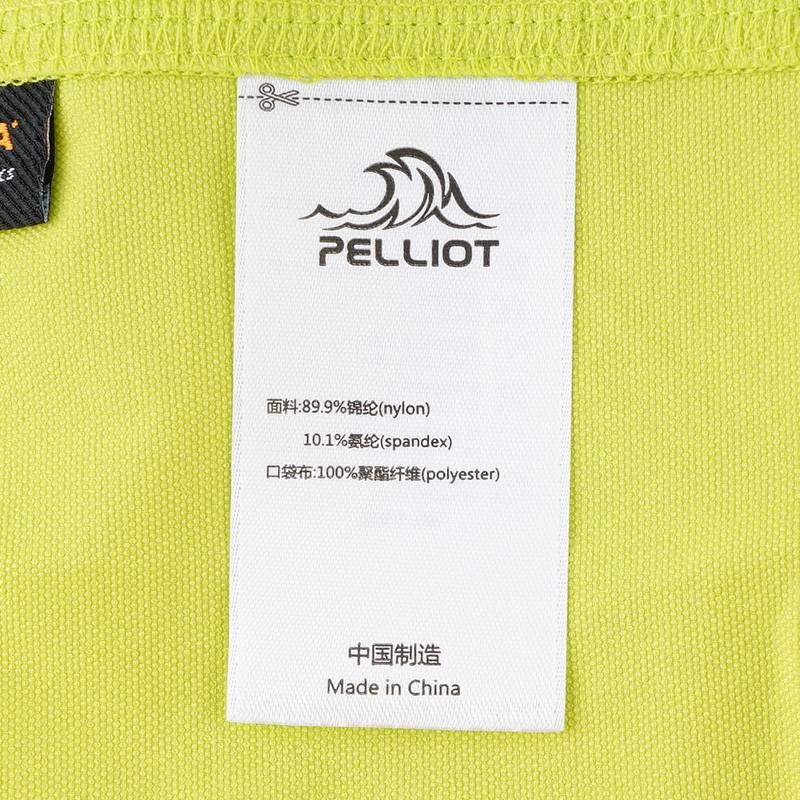 PELLIOT
面料:89.9%锦纶(nylon)
10.1%氨纶(spandex)
口袋布:100%聚酯纤维(polyester)
中国制造
Made in China